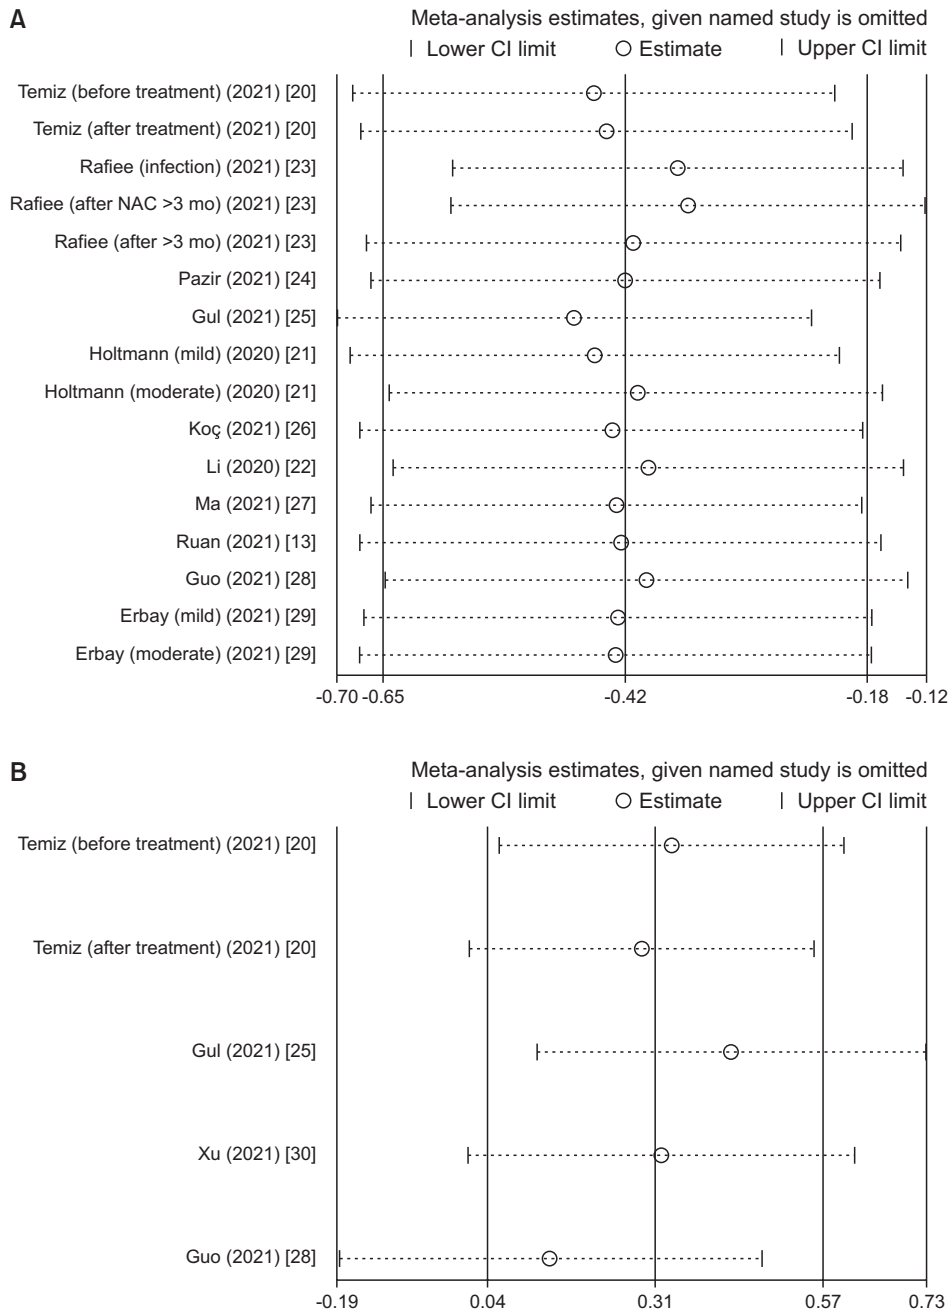 A
Meta-analysis estimates, given named study is omitted
| Lower CI limit ○ Estimate | Upper CI limit
Temiz (before treatment) (2021) [20]
Temiz (after treatment) (2021) [20]
Rafiee (infection) (2021) [23]
Rafiee (after NAC >3 mo) (2021) [23]
Rafiee (after >3 mo) (2021) [23]
Pazir (2021) [24]
Gul (2021) [25]
Holtmann (mild) (2020) [21]
Holtmann (moderate) (2020) [21]
Koç (2021) [26]
Li (2020) [22]
Ma (2021) [27]
Ruan (2021) [13]
Guo (2021) [28]
Erbay (mild) (2021) [29]
Erbay (moderate) (2021) [29]
-0.70 -0.65 -0.42 -0.18 -0.12
B
Meta-analysis estimates, given named study is omitted
| Lower CI limit ○ Estimate | Upper CI limit
Temiz (before treatment) (2021) [20]
Temiz (after treatment) (2021) [20]
Gul (2021) [25]
Xu (2021) [30]
Guo (2021) [28]
-0.19 0.04 0.31 0.57 0.73